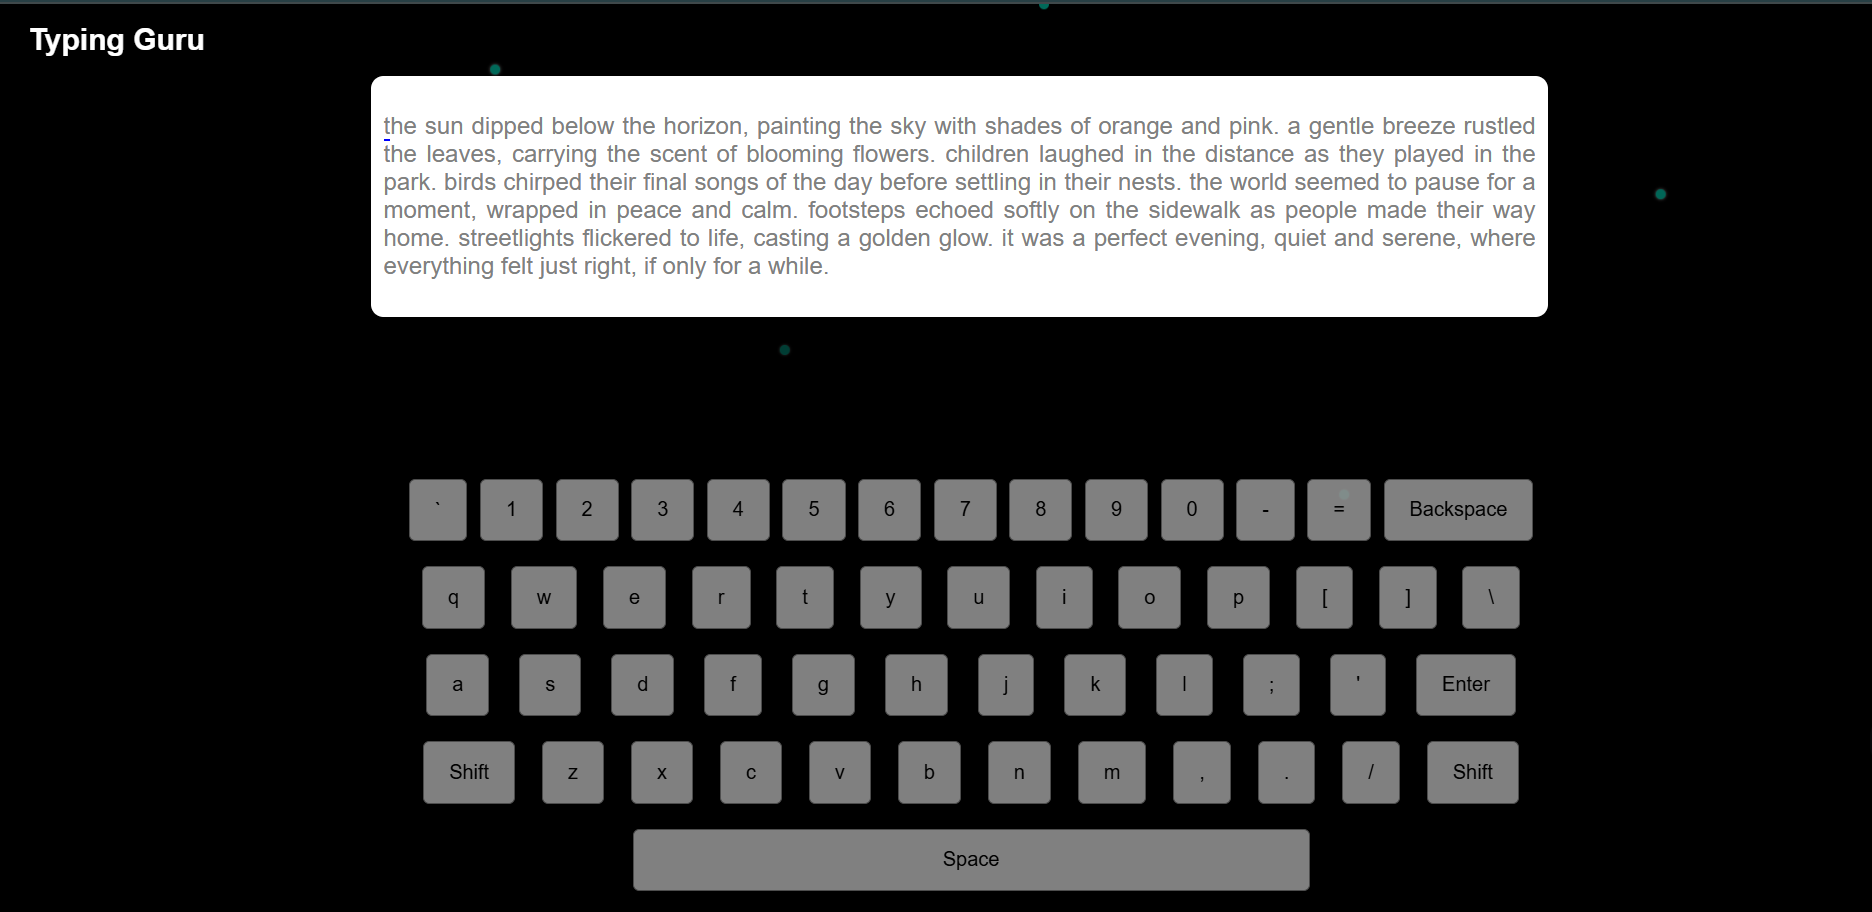 Typing Guru
the sun dipped below the horizon, painting the sky with shades of orange and pink. a gentle breeze rustled
the leaves, carrying the scent of blooming flowers. children laughed in the distance as they played in the
park. birds chirped their final songs of the day before settling in their nests. the world seemed to pause for a
moment, wrapped in peace and calm. footsteps echoed softly on the sidewalk as people made their way
home. streetlights flickered to life, casting a golden glow. it was a perfect evening, quiet and serene, where
everything felt just right, if only for a while.
` 1 2 3 4 5 6 7 8 9 0 - = Backspace
q w e r t y u i o p [ ] \
a s d f g h j k l ; ' Enter
Shift z x c v b n m , . / Shift
Space